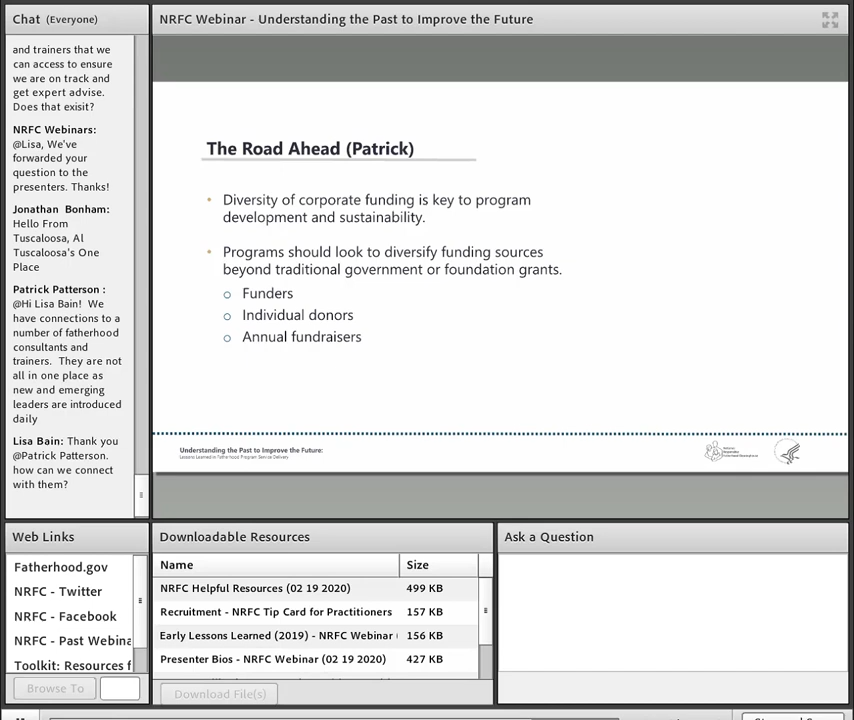 Chat (Everyone)
and trainers that we
can access to ensure
we are on track and
get expert advise.
Does that exisit?
NRFC Webinars:
@Lisa, We've
forwarded your
question to the
presenters. Thanks!
Jonathan Bonham:
Hello From
Tuscaloosa, Al
Tuscaloosa's One
Place
Patrick Patterson :
@Hi Lisa Bain! We
have connections to a
number of fatherhood
consultants and
trainers. They are not
all in one place as
new and emerging
leaders are introduced
daily
Lisa Bain: Thank you
@Patrick Patterson.
how can we connect
with them?
NRFC Webinar - Understanding the Past to Improve the Future
The Road Ahead (Patrick)
• Diversity of corporate funding is key to program
development and sustainability.
• Programs should look to diversify funding sources
beyond traditional government or foundation grants.
o Funders
o Individual donors
o Annual fundraisers
Understanding the Past to Improve the Future:
Lessons Learned in Fatherhood Program Service Delivery
Web Links
Fatherhood.gov
NRFC - Twitter
NRFC - Facebook
NRFC - Past Webina
Toolkit: Resources f
Browse To
Downloadable Resources
Name Size
NRFC Helpful Resources (02 19 2020) 499 KB
Recruitment - NRFC Tip Card for Practitioners 157 KB
Early Lessons Learned (2019) - NRFC Webinar 156 KB
Presenter Bios - NRFC Webinar (02 19 2020) 427 KB
Download File(s)
Ask a Question